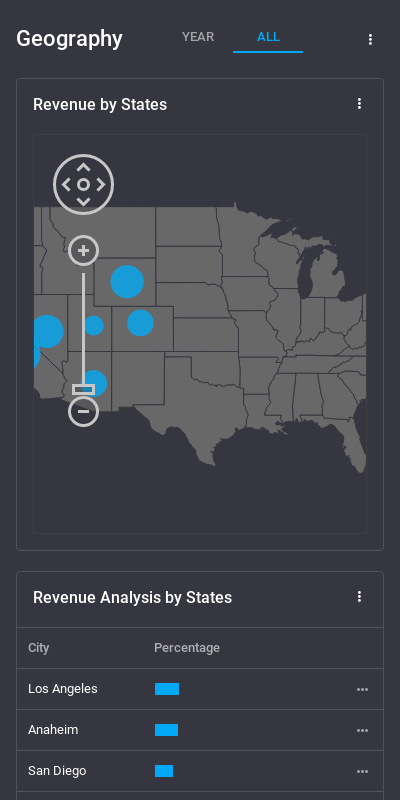 Geography
YEAR
ALL
Revenue by States
Revenue Analysis by States
City
Percentage
Los Angeles
Anaheim
San Diego